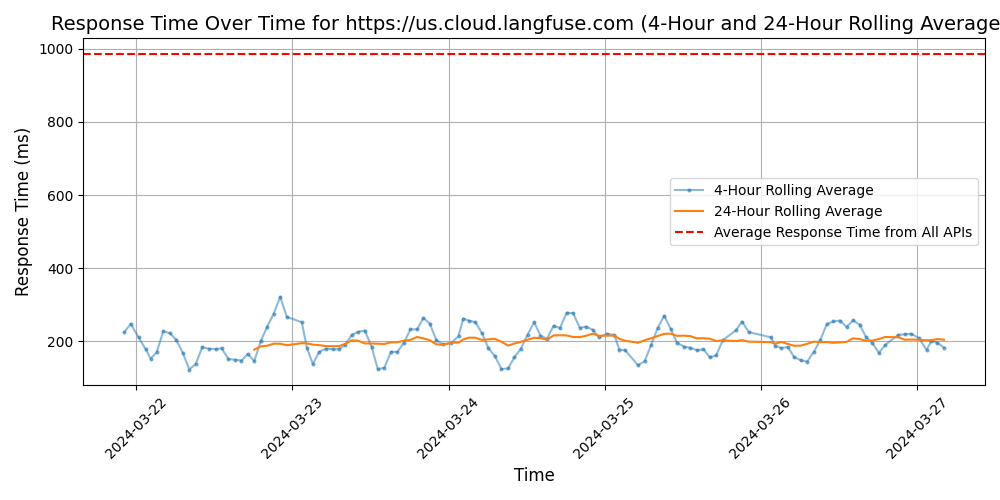 Response Time Over Time for https://us.cloud.langfuse.com (4-Hour and 24-Hour Rolling Average
Response Time (ms)
1000
800
600
400
200
4-Hour Rolling Average
24-Hour Rolling Average
Average Response Time from All APIs
2024-03-22
2024-03-23
2024-03-24
2024-03-25
2024-03-26
2024-03-27
Time